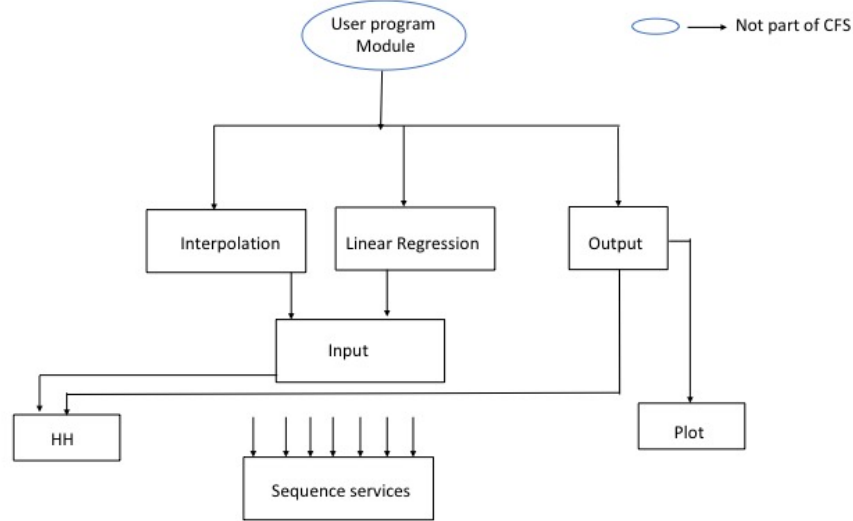 User program
Module
Not part of CFS
Interpolation
Linear Regression
Output
Input
HH
Plot
Sequence services